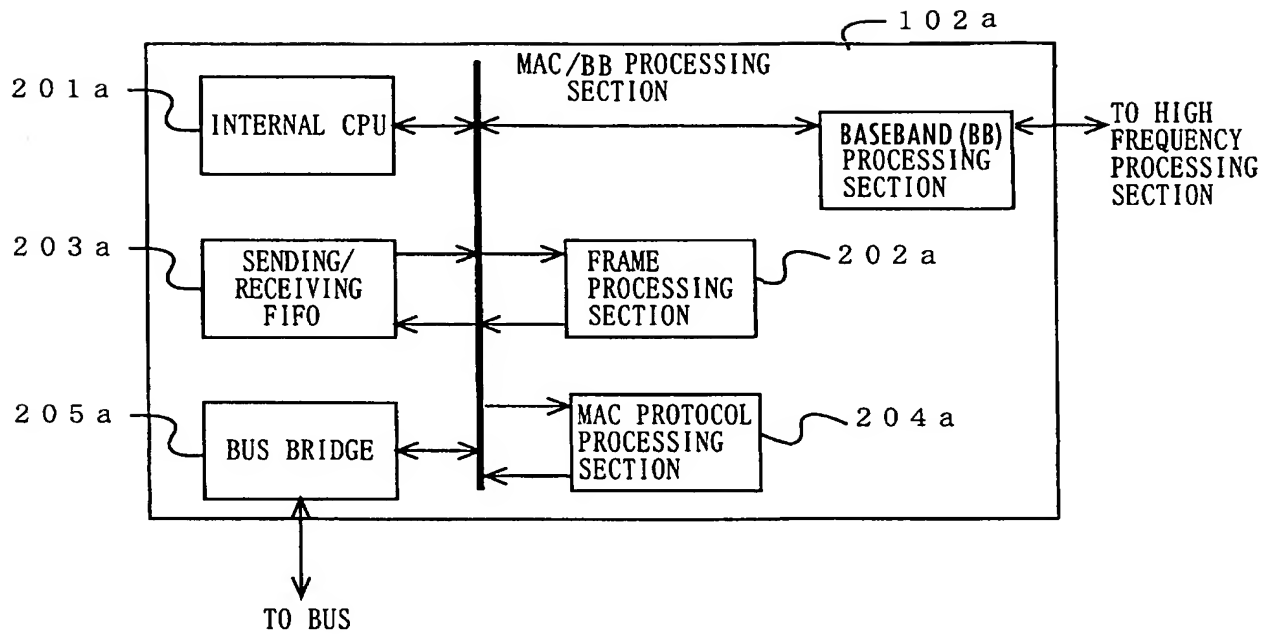 102a
MAC/BB PROCESSING
SECTION
201a
INTERNAL CPU
BASEBAND (BB)
PROCESSING
SECTION
TO HIGH
FREQUENCY
PROCESSING
SECTION
203a
SENDING/
RECEIVING
FIFO
FRAME
PROCESSING
SECTION
202a
205a
BUS BRIDGE
MAC PROTOCOL
PROCESSING
SECTION
204a
TO BUS